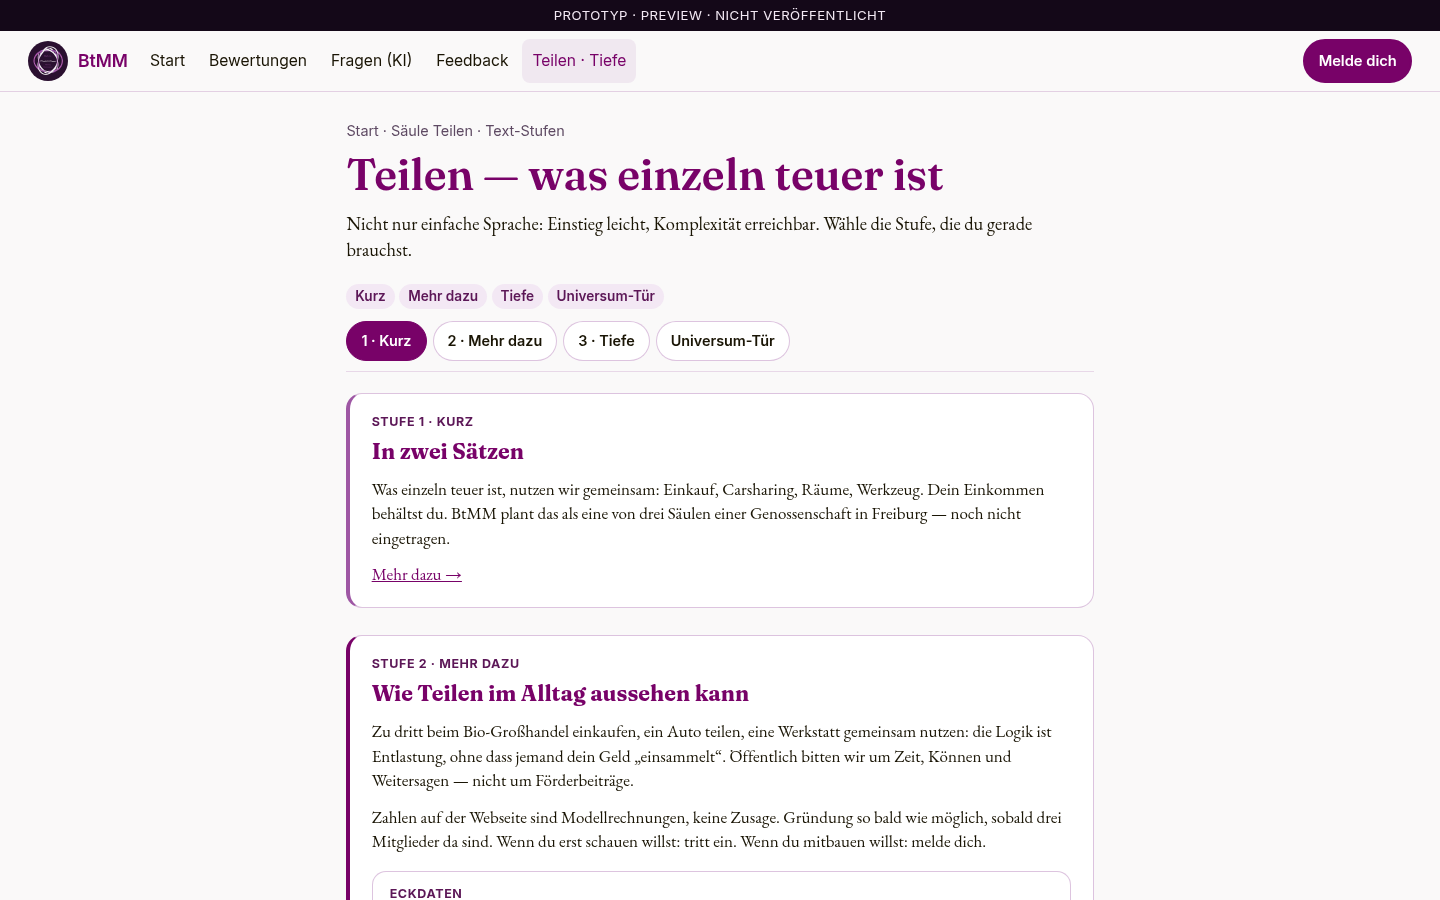 PROTOTYP · PREVIEW · NICHT VERÖFFENTLICHT
BtMM Start Bewertungen Fragen (KI) Feedback Teilen · Tiefe Melde dich
Start · Säule Teilen · Text-Stufen
Teilen — was einzeln teuer ist
Nicht nur einfache Sprache: Einstieg leicht, Komplexität erreichbar. Wähle die Stufe, die du gerade
brauchst.
Kurz Mehr dazu Tiefe Universum-Tür
1 · Kurz 2 · Mehr dazu 3 · Tiefe Universum-Tür
STUFE 1 · KURZ
In zwei Sätzen
Was einzeln teuer ist, nutzen wir gemeinsam: Einkauf, Carsharing, Räume, Werkzeug. Dein Einkommen
behältst du. BtMM plant das als eine von drei Säulen einer Genossenschaft in Freiburg — noch nicht
eingetragen.
Mehr dazu →
STUFE 2 · MEHR DAZU
Wie Teilen im Alltag aussehen kann
Zu dritt beim Bio-Großhandel einkaufen, ein Auto teilen, eine Werkstatt gemeinsam nutzen: die Logik ist
Entlastung, ohne dass jemand dein Geld „einsammelt“. Öffentlich bitten wir um Zeit, Können und
Weitersagen — nicht um Förderbeiträge.
Zahlen auf der Webseite sind Modellrechnungen, keine Zusage. Gründung so bald wie möglich, sobald drei
Mitglieder da sind. Wenn du erst schauen willst: tritt ein. Wenn du mitbauen willst: melde dich.
ECKDATEN